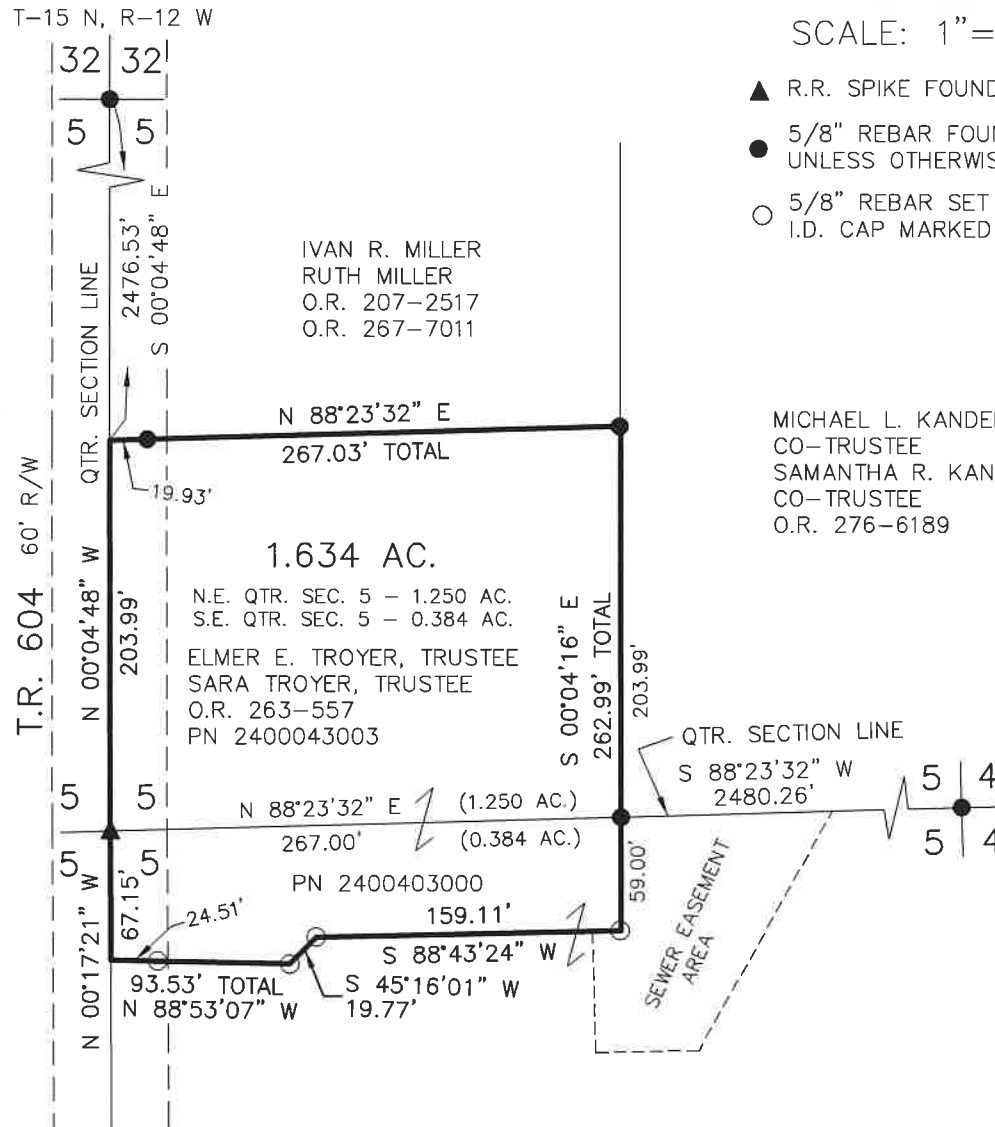 T-15 N, R-12 W
SCALE: 1"=
32 32
5 5
R.R. SPIKE FOUND
5/8" REBAR
UNLESS
5/8" REBAR SET
I.D. CAP MARKED
QTR. SECTION LINE
2476.53'
S 00°04'48" E
IVAN R. MILLER
RUTH MILLER
O.R. 207-2517
O.R. 267-7011
N 88°23'32" E
267.03' TOTAL
19.93'
MICHAEL L.
CO-TRUSTEE
SAMANTHA R.
CO-TRUSTEE
O.R. 276-6189
T.R. 604 60' R/W
N 00°04'48" W
203.99'
1.634 AC.
N.E. QTR. SEC. 5 - 1.250 AC.
S.E. QTR. SEC. 5 - 0.384 AC.
ELMER E. TROYER, TRUSTEE
SARA TROYER, TRUSTEE
O.R. 263-557
PN 2400043003
S 00°04'16" E
262.99' TOTAL
203.99'
QTR. SECTION LINE
S 88°23'32" W
2480.26'
5 4
5 4
5 5
5 5
N 88°23'32" E (1.250 AC.)
267.00' (0.384 AC.)
PN 2400403000
159.11'
S 88°43'24" W
59.00'
N 00°17'21" W
67.15'
24.51'
93.53' TOTAL
N 88°53'07" W
S 45°16'01" W
19.77'
SEWER EASEMENT
AREA